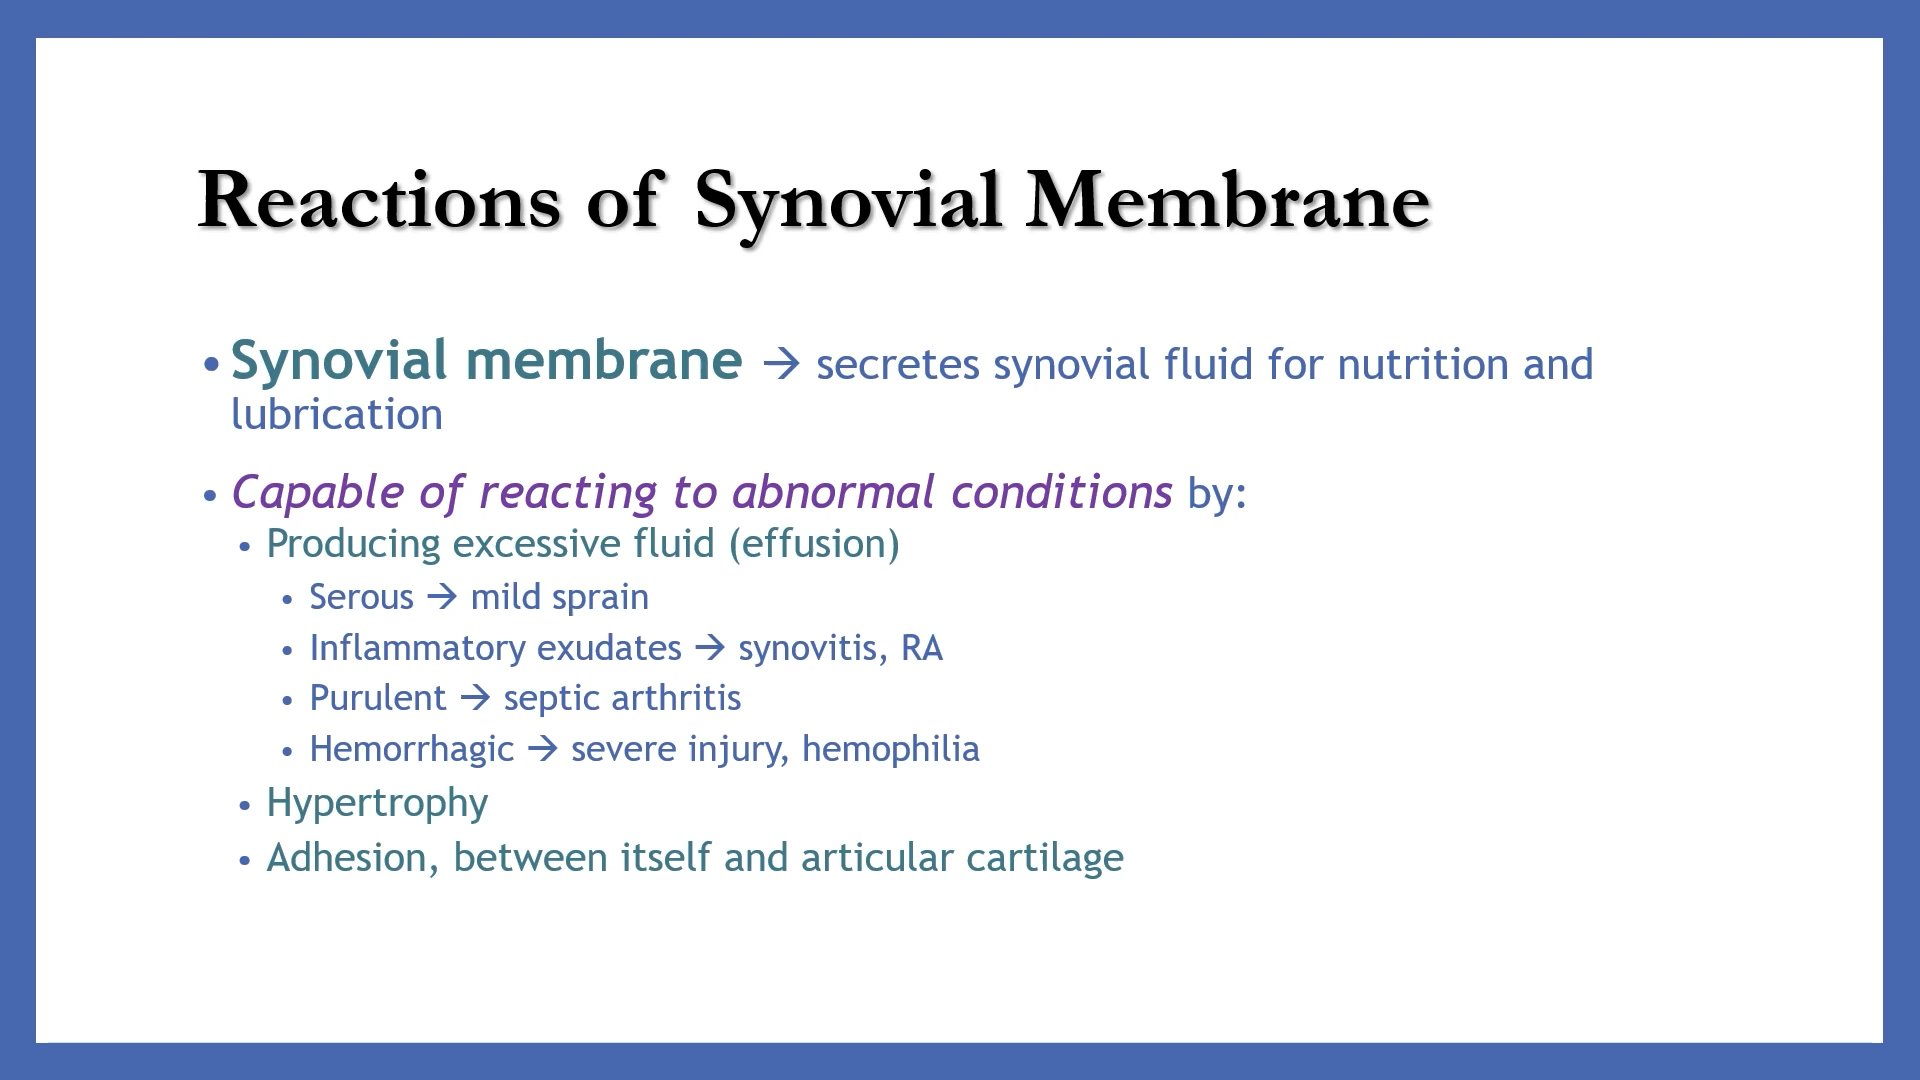 Reactions of Synovial Membrane
• Synovial membrane → secretes synovial fluid for nutrition and
lubrication
• Capable of reacting to abnormal conditions by:
• Producing excessive fluid (effusion)
• Serous → mild sprain
• Inflammatory exudates → synovitis, RA
• Purulent → septic arthritis
• Hemorrhagic → severe injury, hemophilia
• Hypertrophy
• Adhesion, between itself and articular cartilage